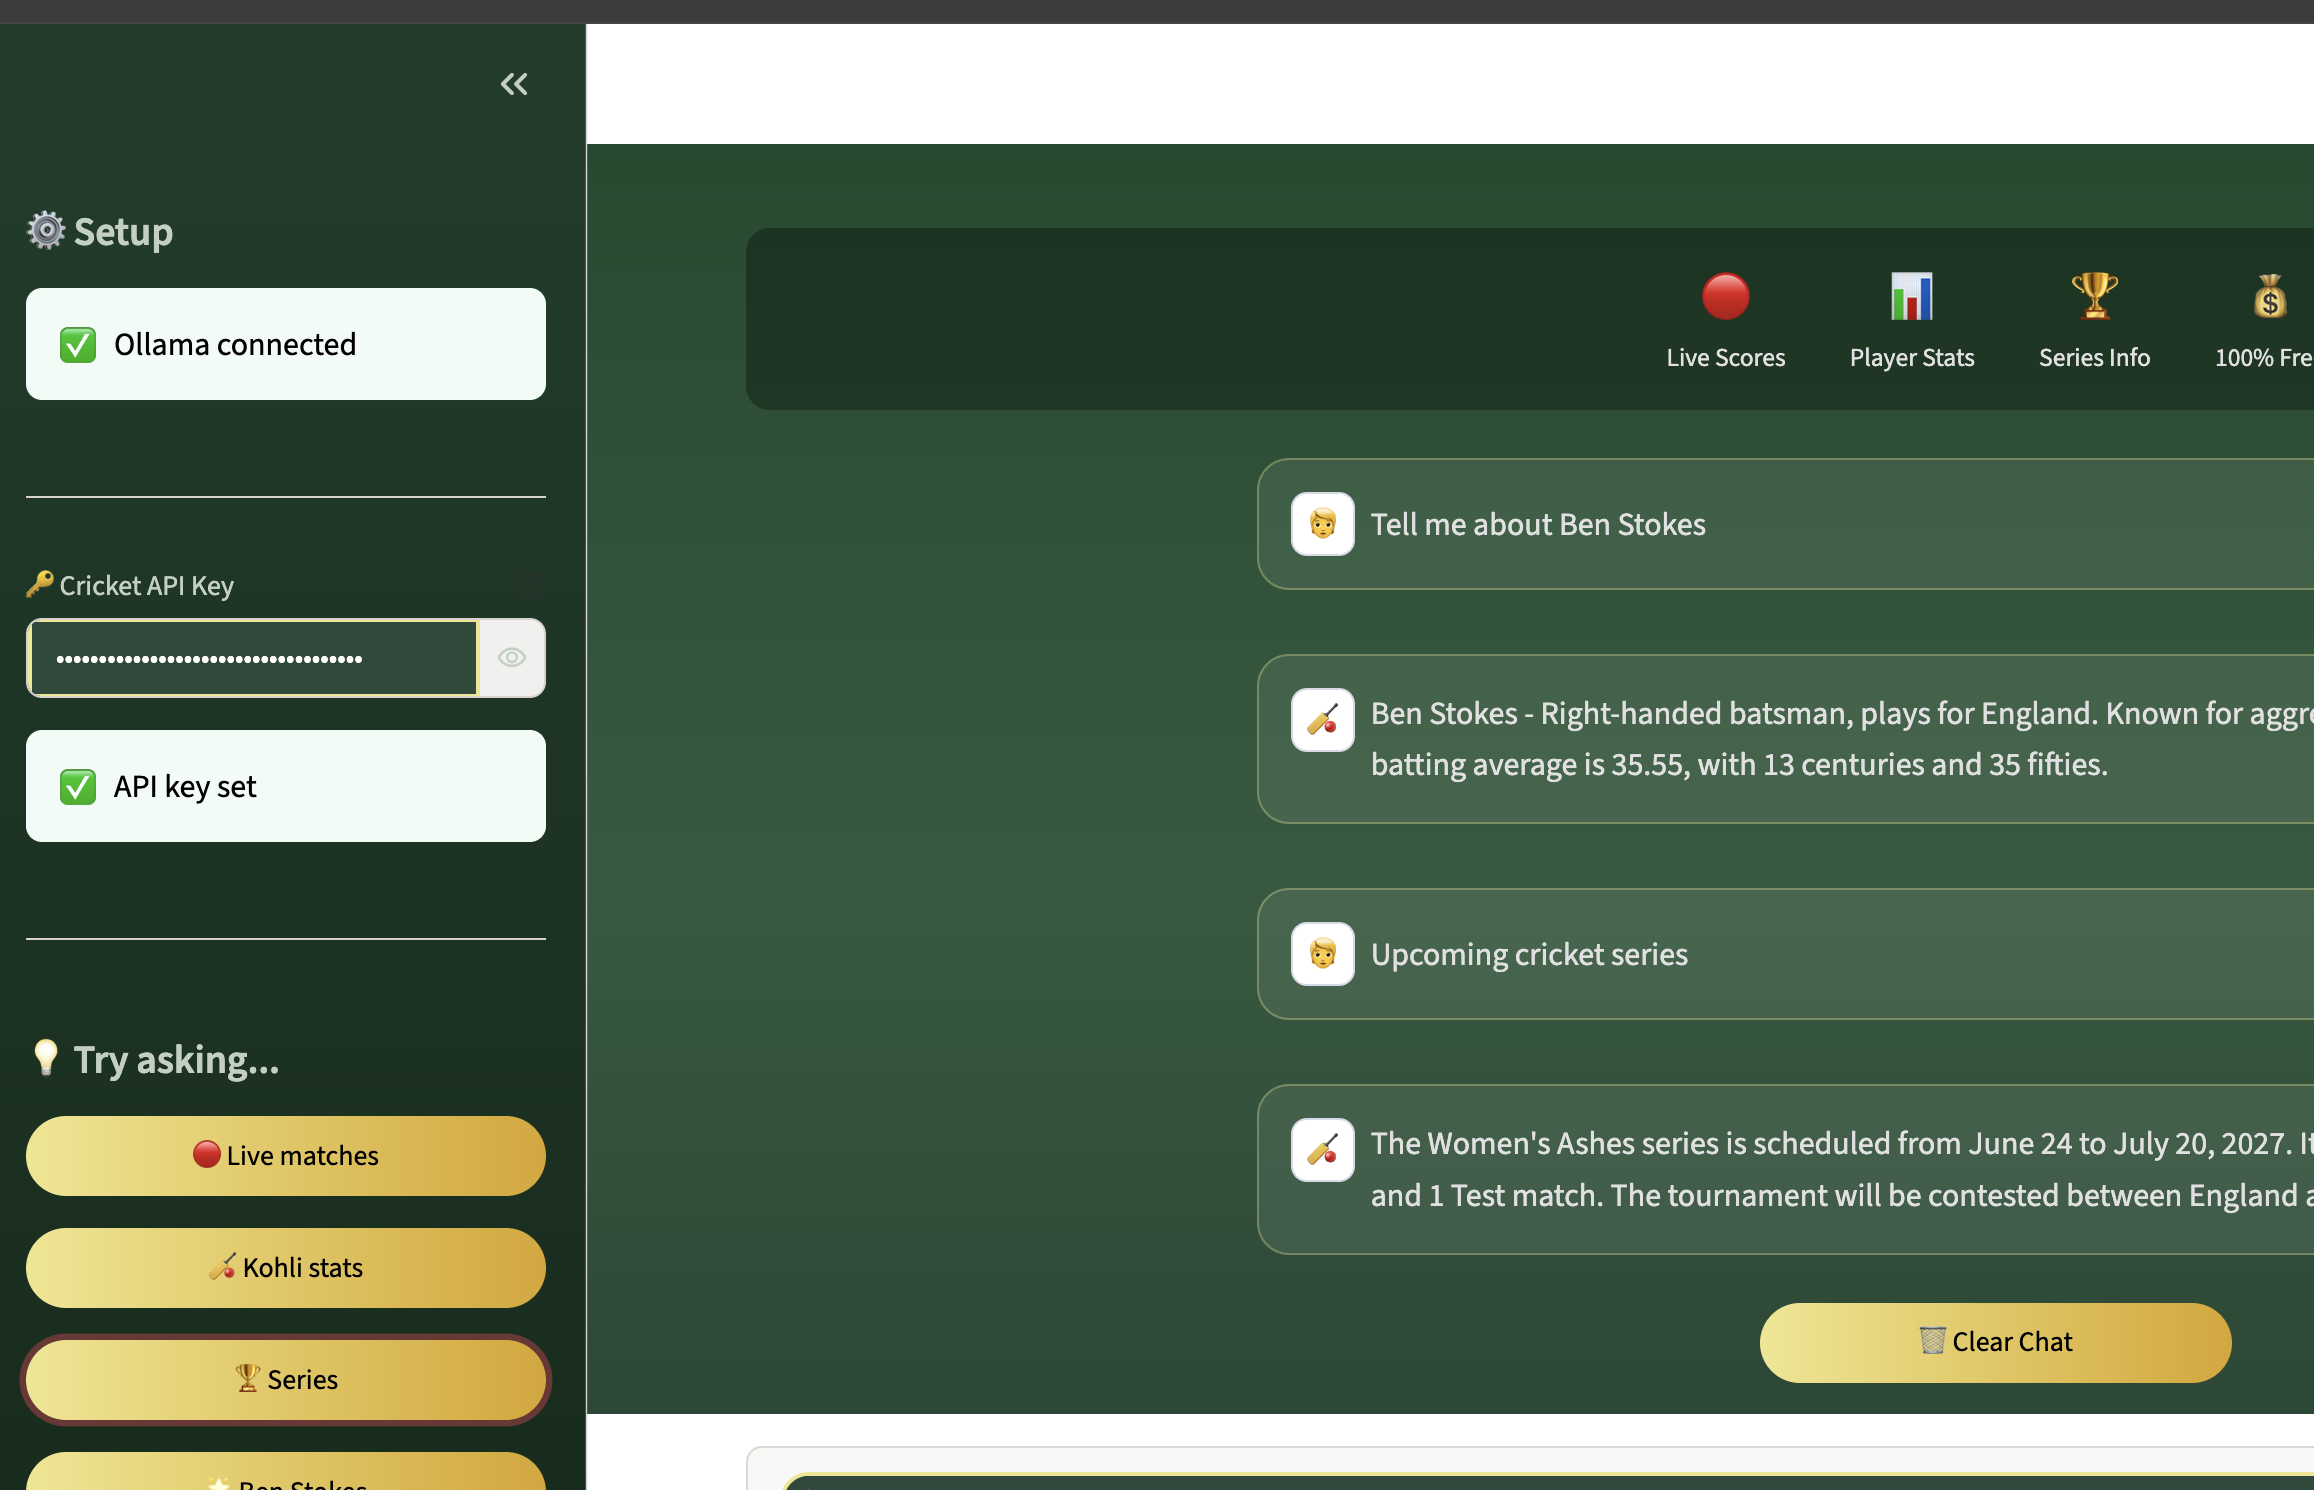 Setup
Ollama connected
Cricket API Key
API key set
Try asking...
Live matches
Kohli stats
Series
Ben Stokes
Live Scores
Player Stats
Series Info
100%
Tell me about Ben Stokes
Ben Stokes - Right-handed batsman, plays for England. Known for
batting average is 35.55, with 13 centuries and 35 fifties.
Upcoming cricket series
The Women's Ashes series is scheduled from June 24 to July 20, 2027.
and 1 Test match. The tournament will be contested between England
Clear Chat